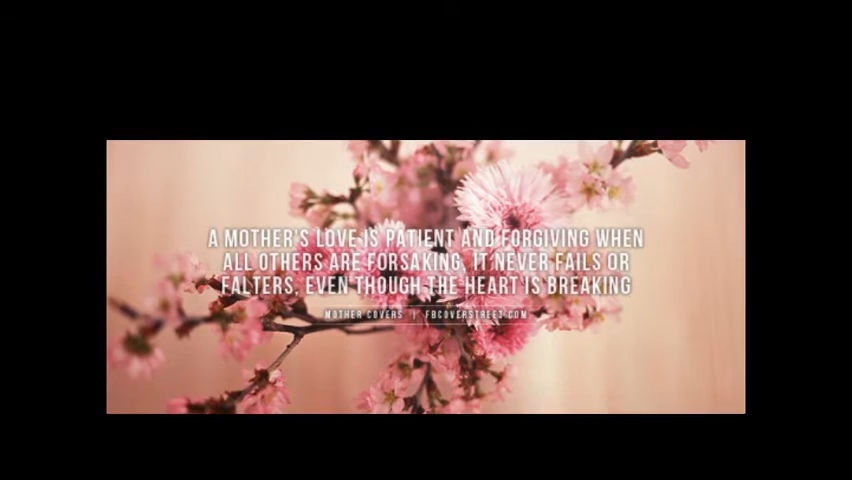 A MOTHER'S LOVE IS PATIENT AND FORGIVING WHEN
ALL OTHERS ARE FORSAKING, IT NEVER FAILS OR
FALTERS, EVEN THOUGH THE HEART IS BREAKING
MOTHER COVERS | FBCOVERSTREET.COM